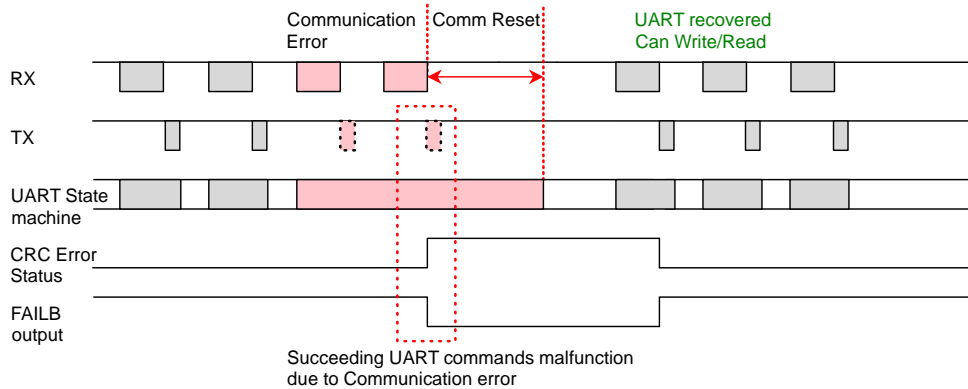 Communication
Error
Comm Reset
UART recovered
Can Write/Read
RX
TX
UART State
machine
CRC Error
Status
FAILB
output
Succeeding UART commands malfunction
due to Communication error